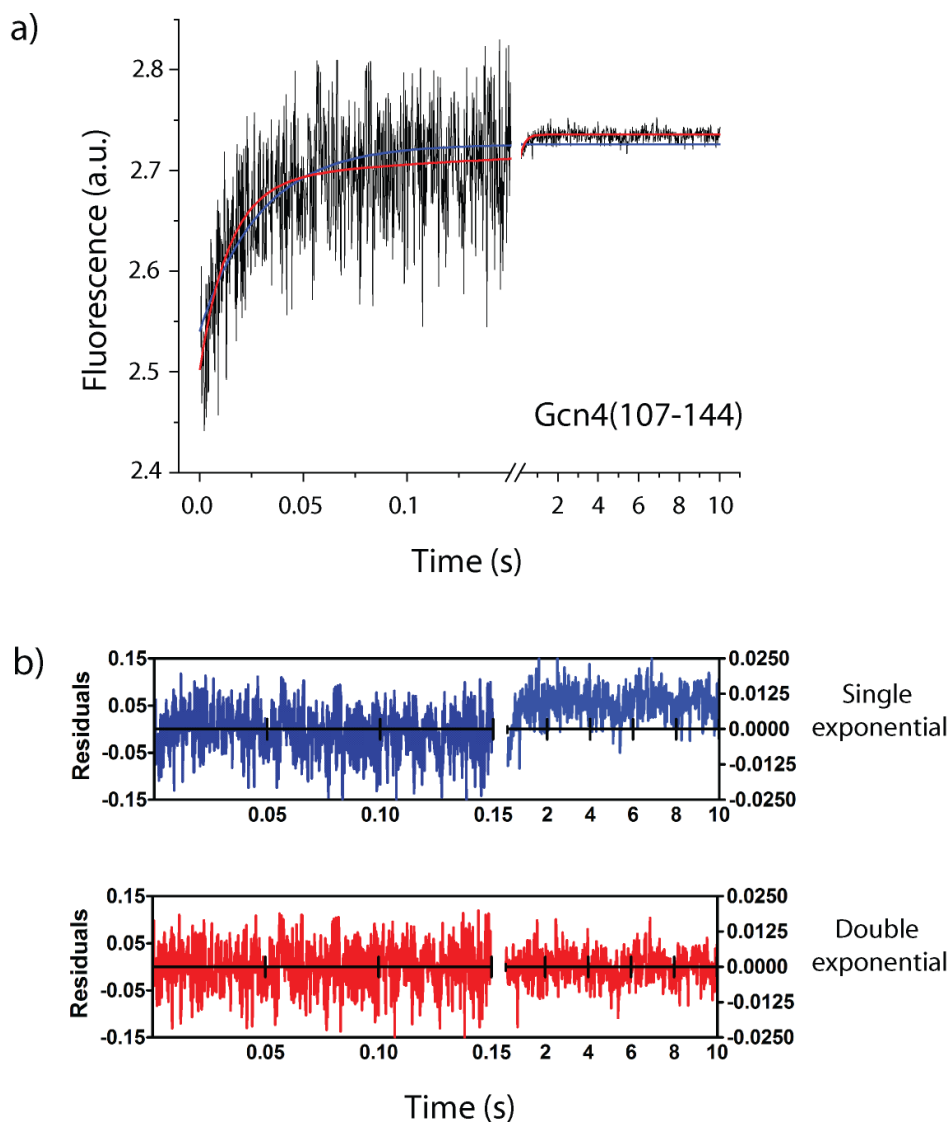 a)
Fluorescence (a.u.)
2.8
2.7
2.6
2.5
2.4
Gcn4(107-144)
0.0 0.05 0.1 2 4 6 8 10
Time (s)
b)
Residuals
0.15
0.05
-0.05
-0.15
0.05 0.10 0.15 2 4 6 8 10
0.0250
0.0125
0.0000
-0.0125
-0.0250
Single
exponential
Residuals
0.15
0.05
-0.05
-0.15
0.05 0.10 0.15 2 4 6 8 10
0.0250
0.0125
0.0000
-0.0125
-0.0250
Double
exponential
Time (s)